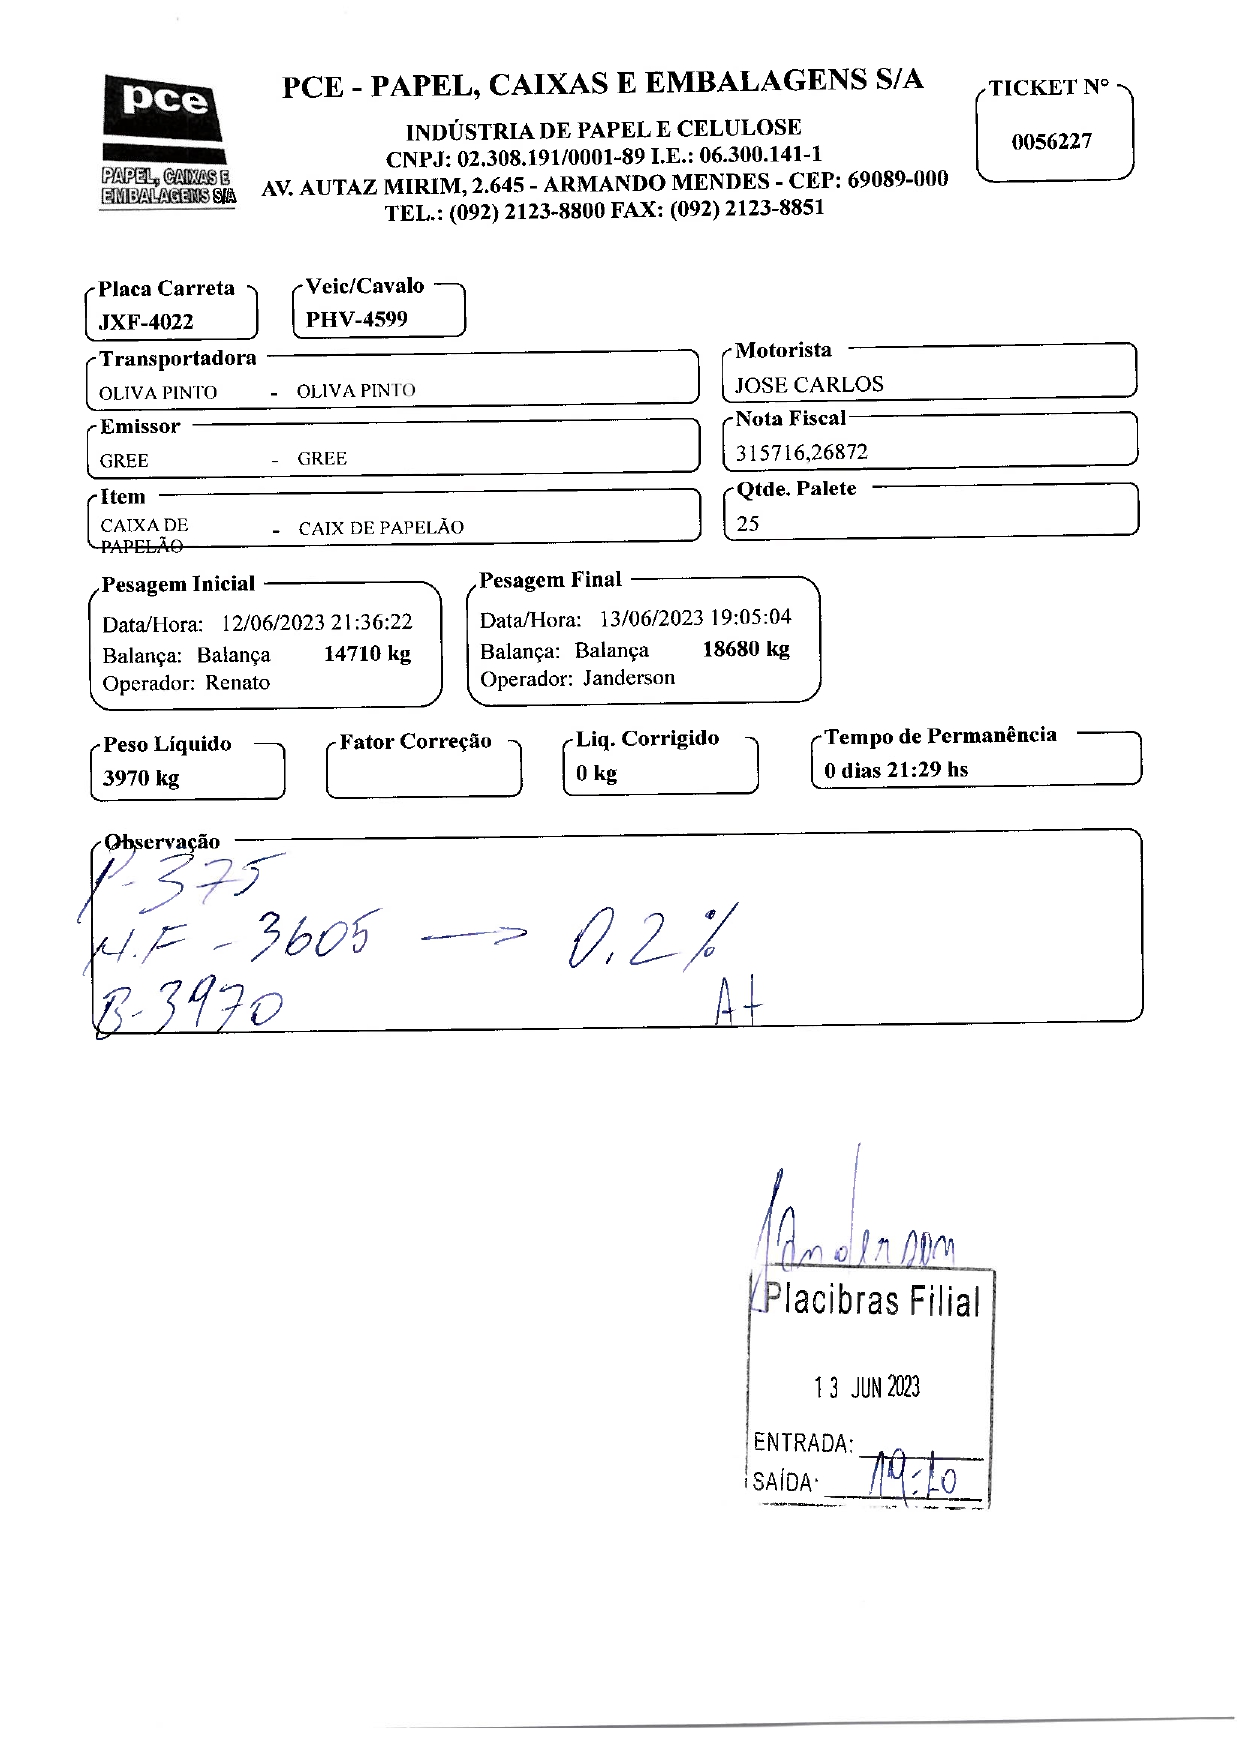 pce
PAPEL, CAIXAS E
EMBALAGENS S/A
PCE - PAPEL, CAIXAS E EMBALAGENS S/A
INDÚSTRIA DE PAPEL E CELULOSE
CNPJ: 02.308.191/0001-89 I.E.: 06.300.141-1
AV. AUTAZ MIRIM, 2.645 - ARMANDO MENDES - CEP: 69089-000
TEL.: (092) 2123-8800 FAX: (092) 2123-8851
TICKET Nº
0056227
Placa Carreta
JXF-4022
Veic/Cavalo
PHV-4599
Transportadora
OLIVA PINTO - OLIVA PINTO
Motorista
JOSE CARLOS
Emissor
GREE - GREE
Nota Fiscal
315716,26872
Item
CAIXA DE
PAPELÃO - CAIX DE PAPELÃO
Qtde. Palete
25
Pesagem Inicial
Data/Hora: 12/06/2023 21:36:22
Balança: Balança 14710 kg
Operador: Renato
Pesagem Final
Data/Hora: 13/06/2023 19:05:04
Balança: Balança 18680 kg
Operador: Janderson
Peso Líquido
3970 kg
Fator Correção
Liq. Corrigido
0 kg
Tempo de Permanência
0 dias 21:29 hs
Observação
P-375
N.F - 3605 → 0.2%
B-3970
A+
Janderson
Placibras Filial
13 JUN 2023
ENTRADA:
SAÍDA: 19:10